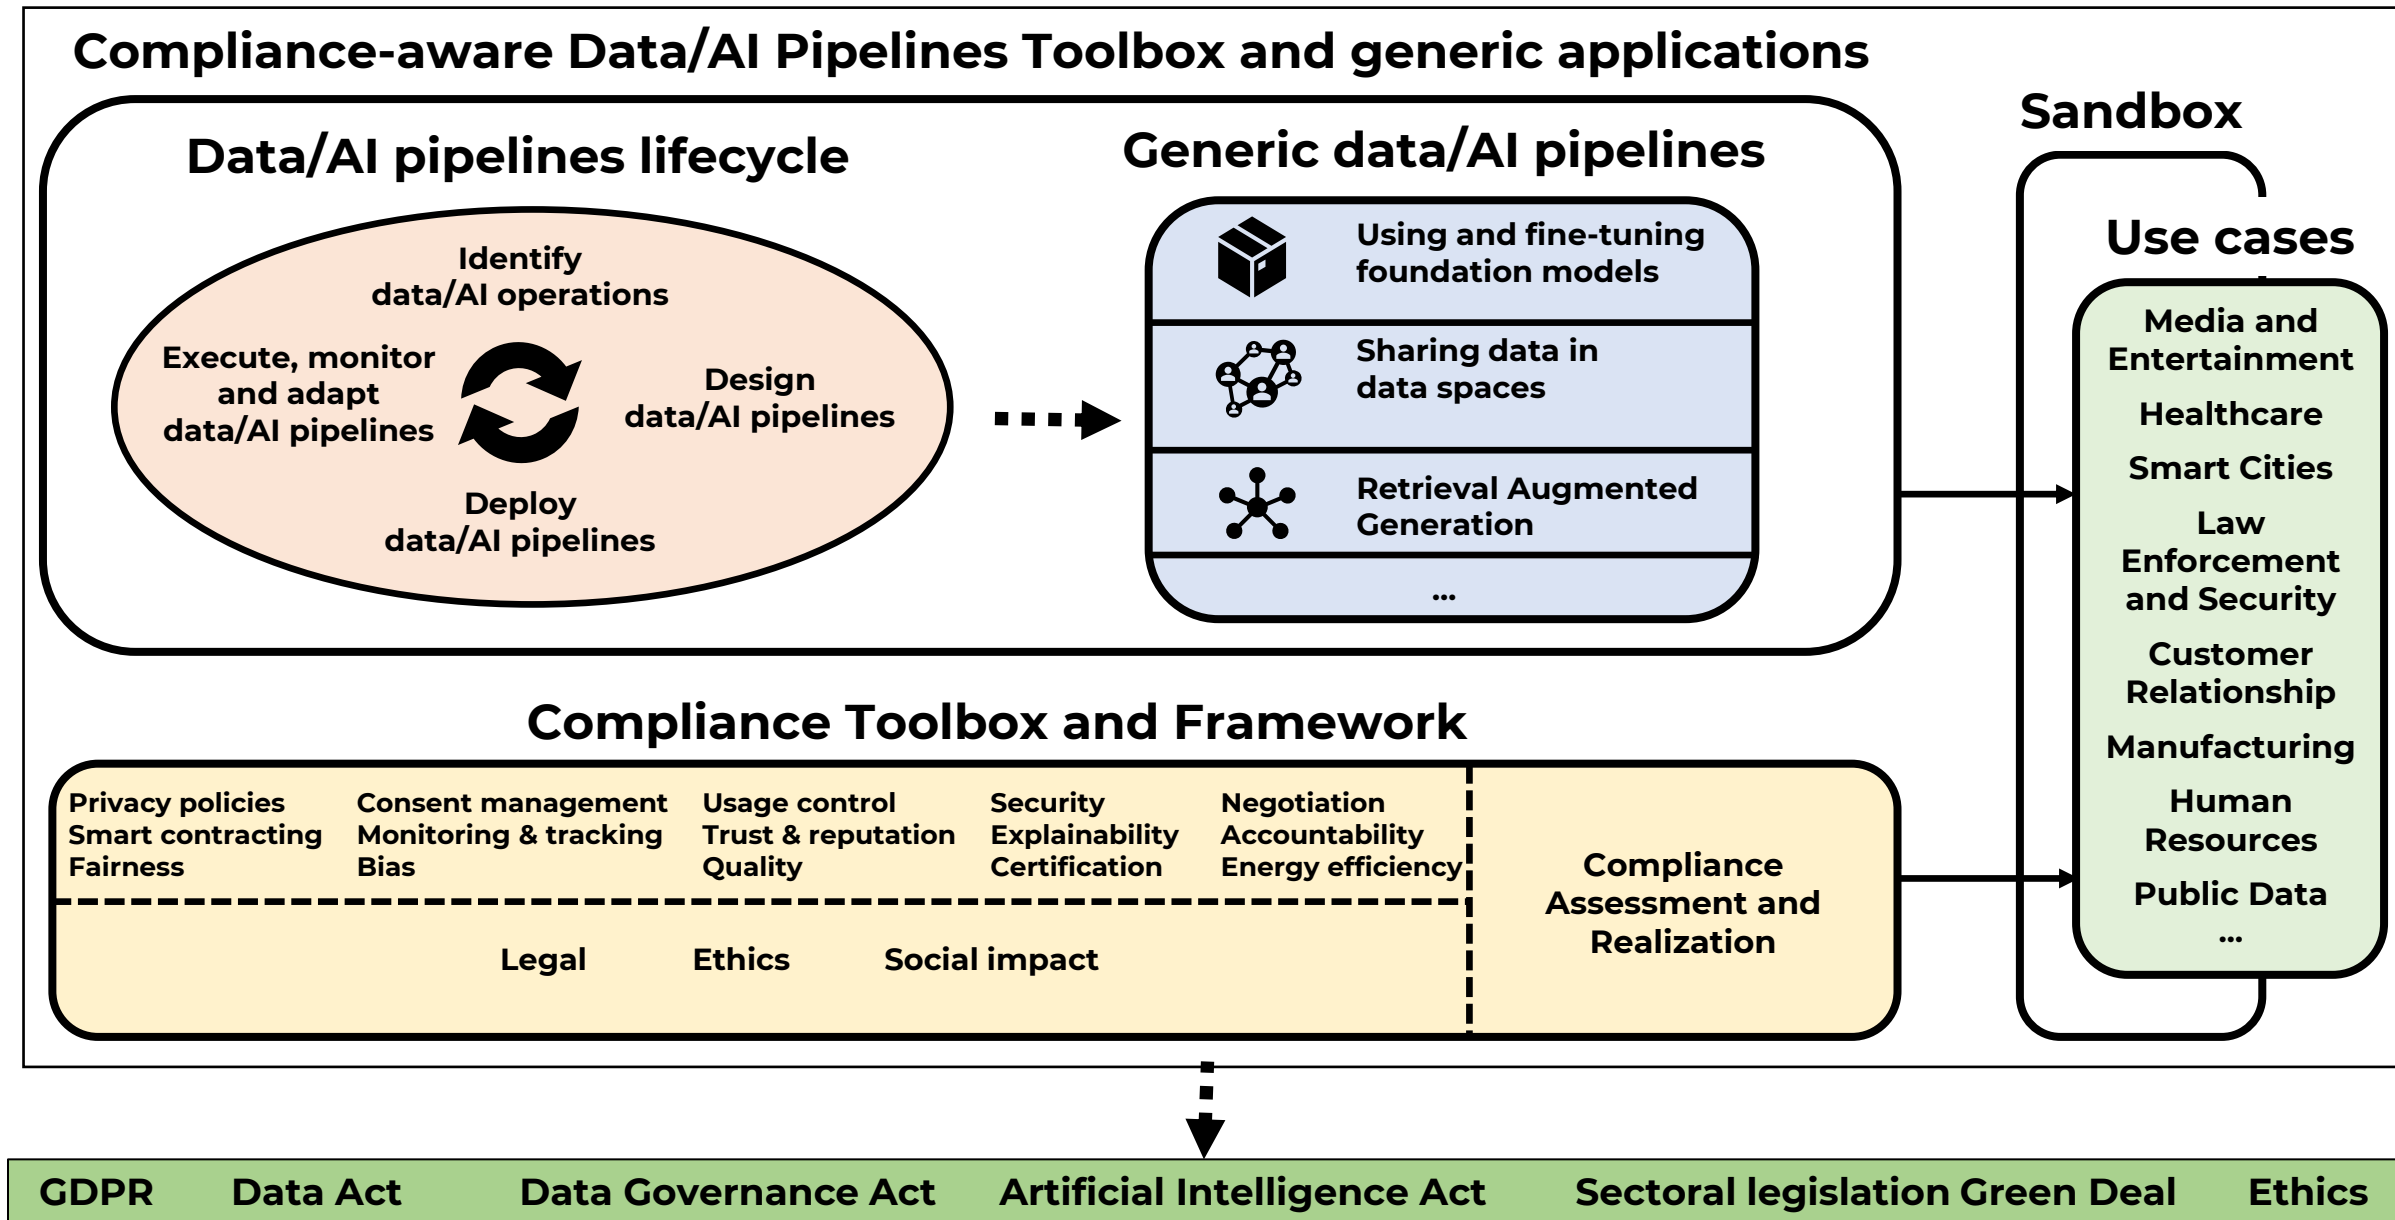 Compliance-aware Data/AI Pipelines Toolbox and generic applications
Data/AI pipelines lifecycle
Identify
data/AI operations
Execute, monitor
and adapt
data/AI pipelines
Design
data/AI pipelines
Deploy
data/AI pipelines
Generic data/AI pipelines
Using and fine-tuning
foundation models
Sharing data in
data spaces
Retrieval Augmented
Generation
...
Sandbox
Use cases
Media and
Entertainment
Healthcare
Smart Cities
Law
Enforcement
and Security
Customer
Relationship
Manufacturing
Human
Resources
Public Data
...
Compliance Toolbox and Framework
Privacy policies
Smart contracting
Fairness
Consent management
Monitoring & tracking
Bias
Usage control
Trust & reputation
Quality
Security
Explainability
Certification
Negotiation
Accountability
Energy efficiency
Legal Ethics Social impact
Compliance
Assessment and
Realization
GDPR Data Act Data Governance Act Artificial Intelligence Act Sectoral legislation Green Deal Ethics